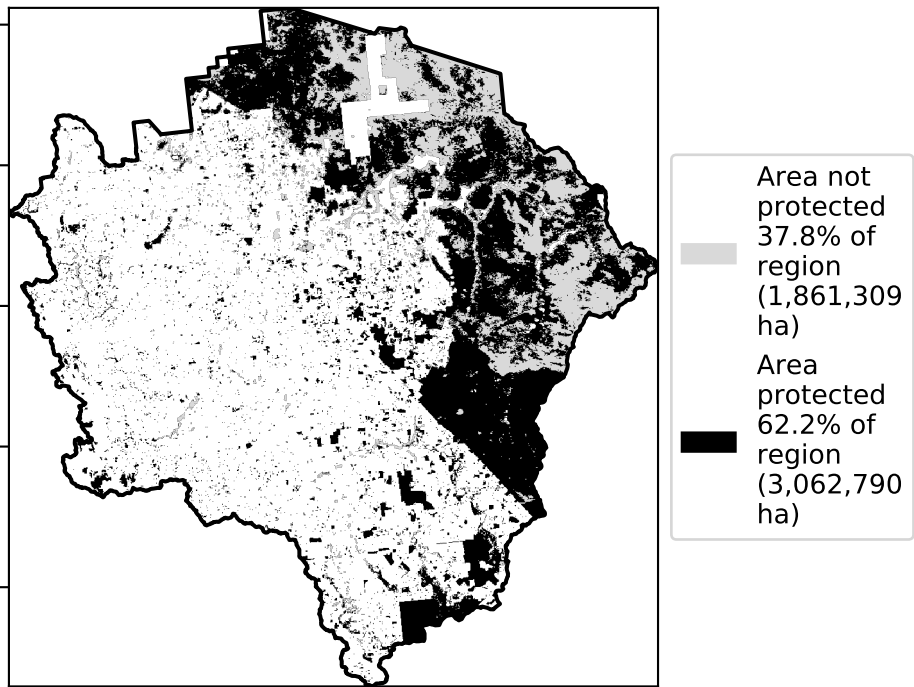 Area not
protected
37.8% of
region
(1,861,309
ha)
Area
protected
62.2% of
region
(3,062,790
ha)